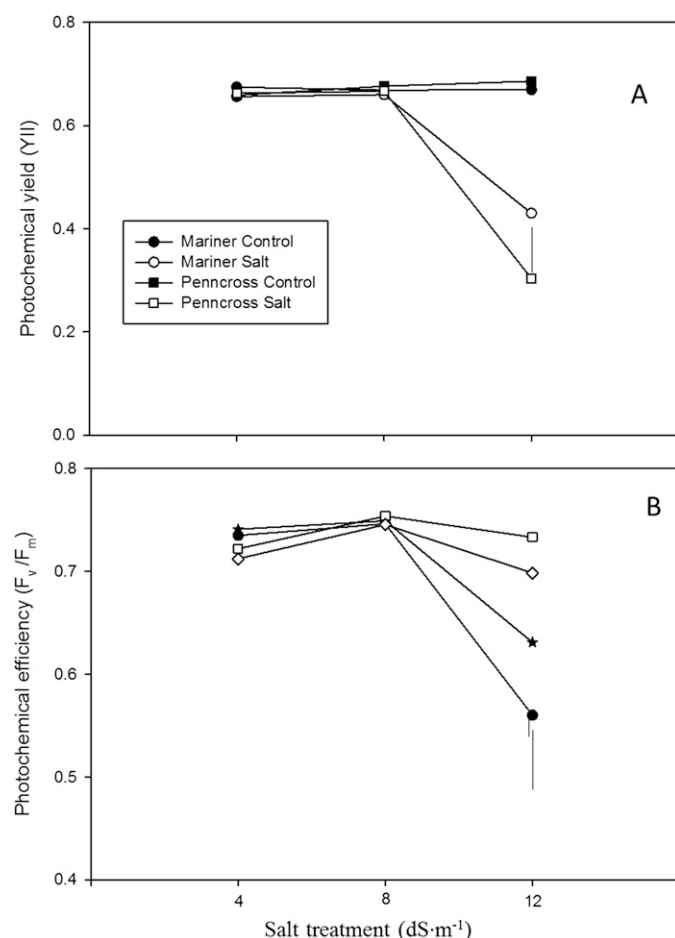 0.8
A
0.6
Photochemical yield (YII)
0.4
Mariner Control
Mariner Salt
Penncross Control
Penncross Salt
0.2
0.0
0.8
B
0.7
Photochemical efficiency (Fv/Fm)
0.6
0.5
0.4
4 8 12
Salt treatment (dS·m-1)